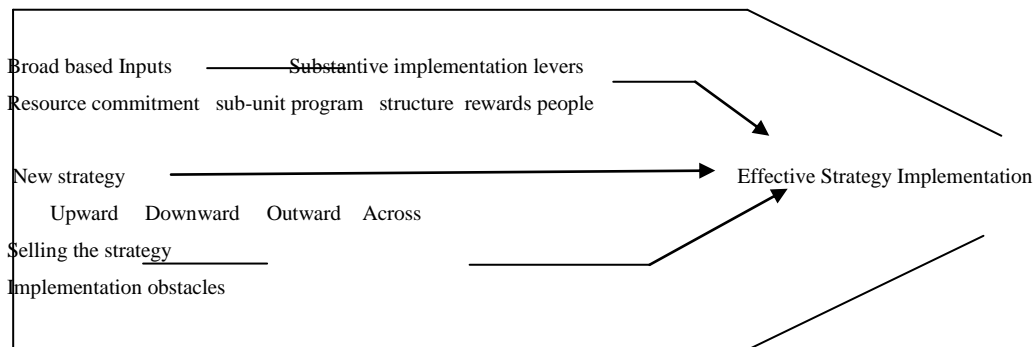 Broad based Inputs Substantive implementation levers
Resource commitment sub-unit program structure rewards people
New strategy Effective Strategy Implementation
Upward Downward Outward Across
Selling the strategy
Implementation obstacles